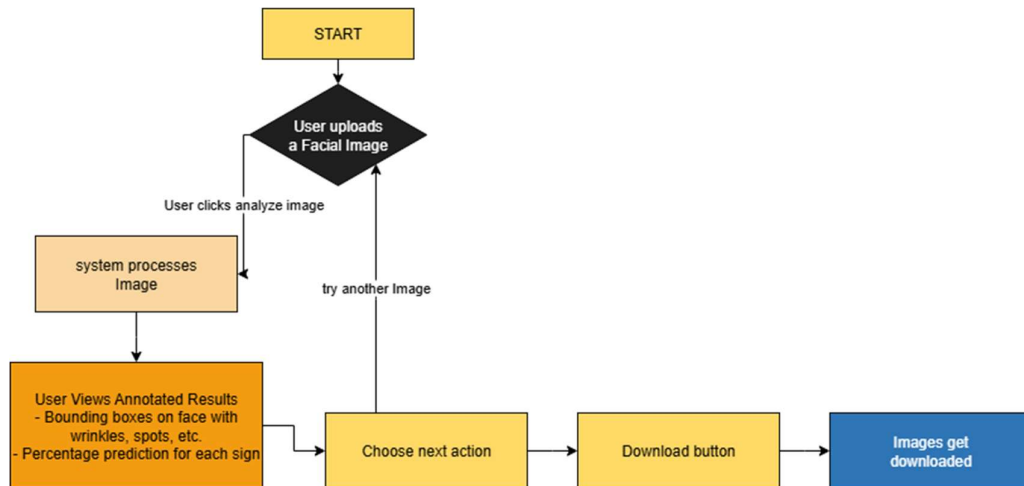 START
User uploads
a Facial Image
User clicks analyze image
system processes
Image
try another Image
User Views Annotated Results
- Bounding boxes on face with
wrinkles, spots, etc.
- Percentage prediction for each sign
Choose next action
Download button
Images get
downloaded